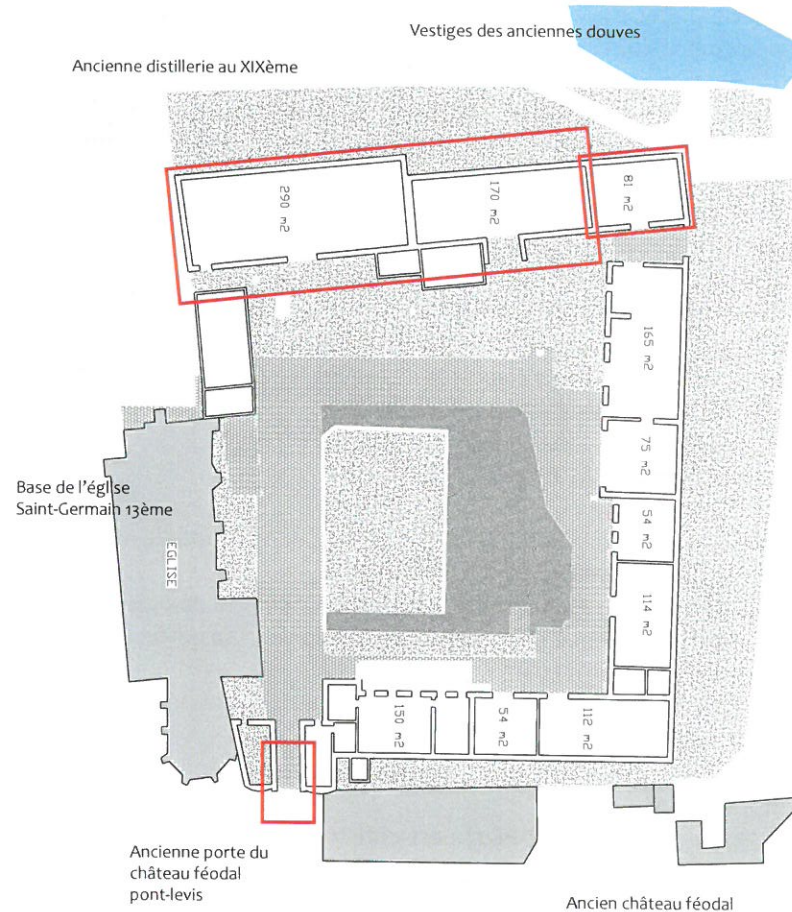 Vestiges des anciennes douves
Ancienne distillerie au XIXème
290 m2
170 m2
81 m2
165 m2
75 m2
Base de l'église
Saint-Germain 13ème
54 m2
EGLISE
114 m2
150 m2
54 m2
112 m2
Ancienne porte du
château féodal
pont-levis
Ancien château féodal